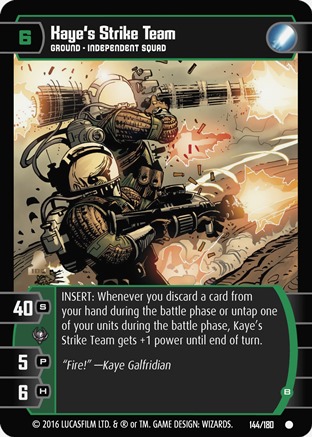 6
Kaye's Strike Team
GROUND • INDEPENDENT SQUAD
40 S
5 P
6 H
INSERT: Whenever you discard a card from
your hand during the battle phase or untap one
of your units during the battle phase, Kaye's
Strike Team gets +1 power until end of turn.
"Fire!" —Kaye Galfridian
B
© 2016 LUCASFILM LTD. & ® or TM. GAME DESIGN: WIZARDS.
144/180